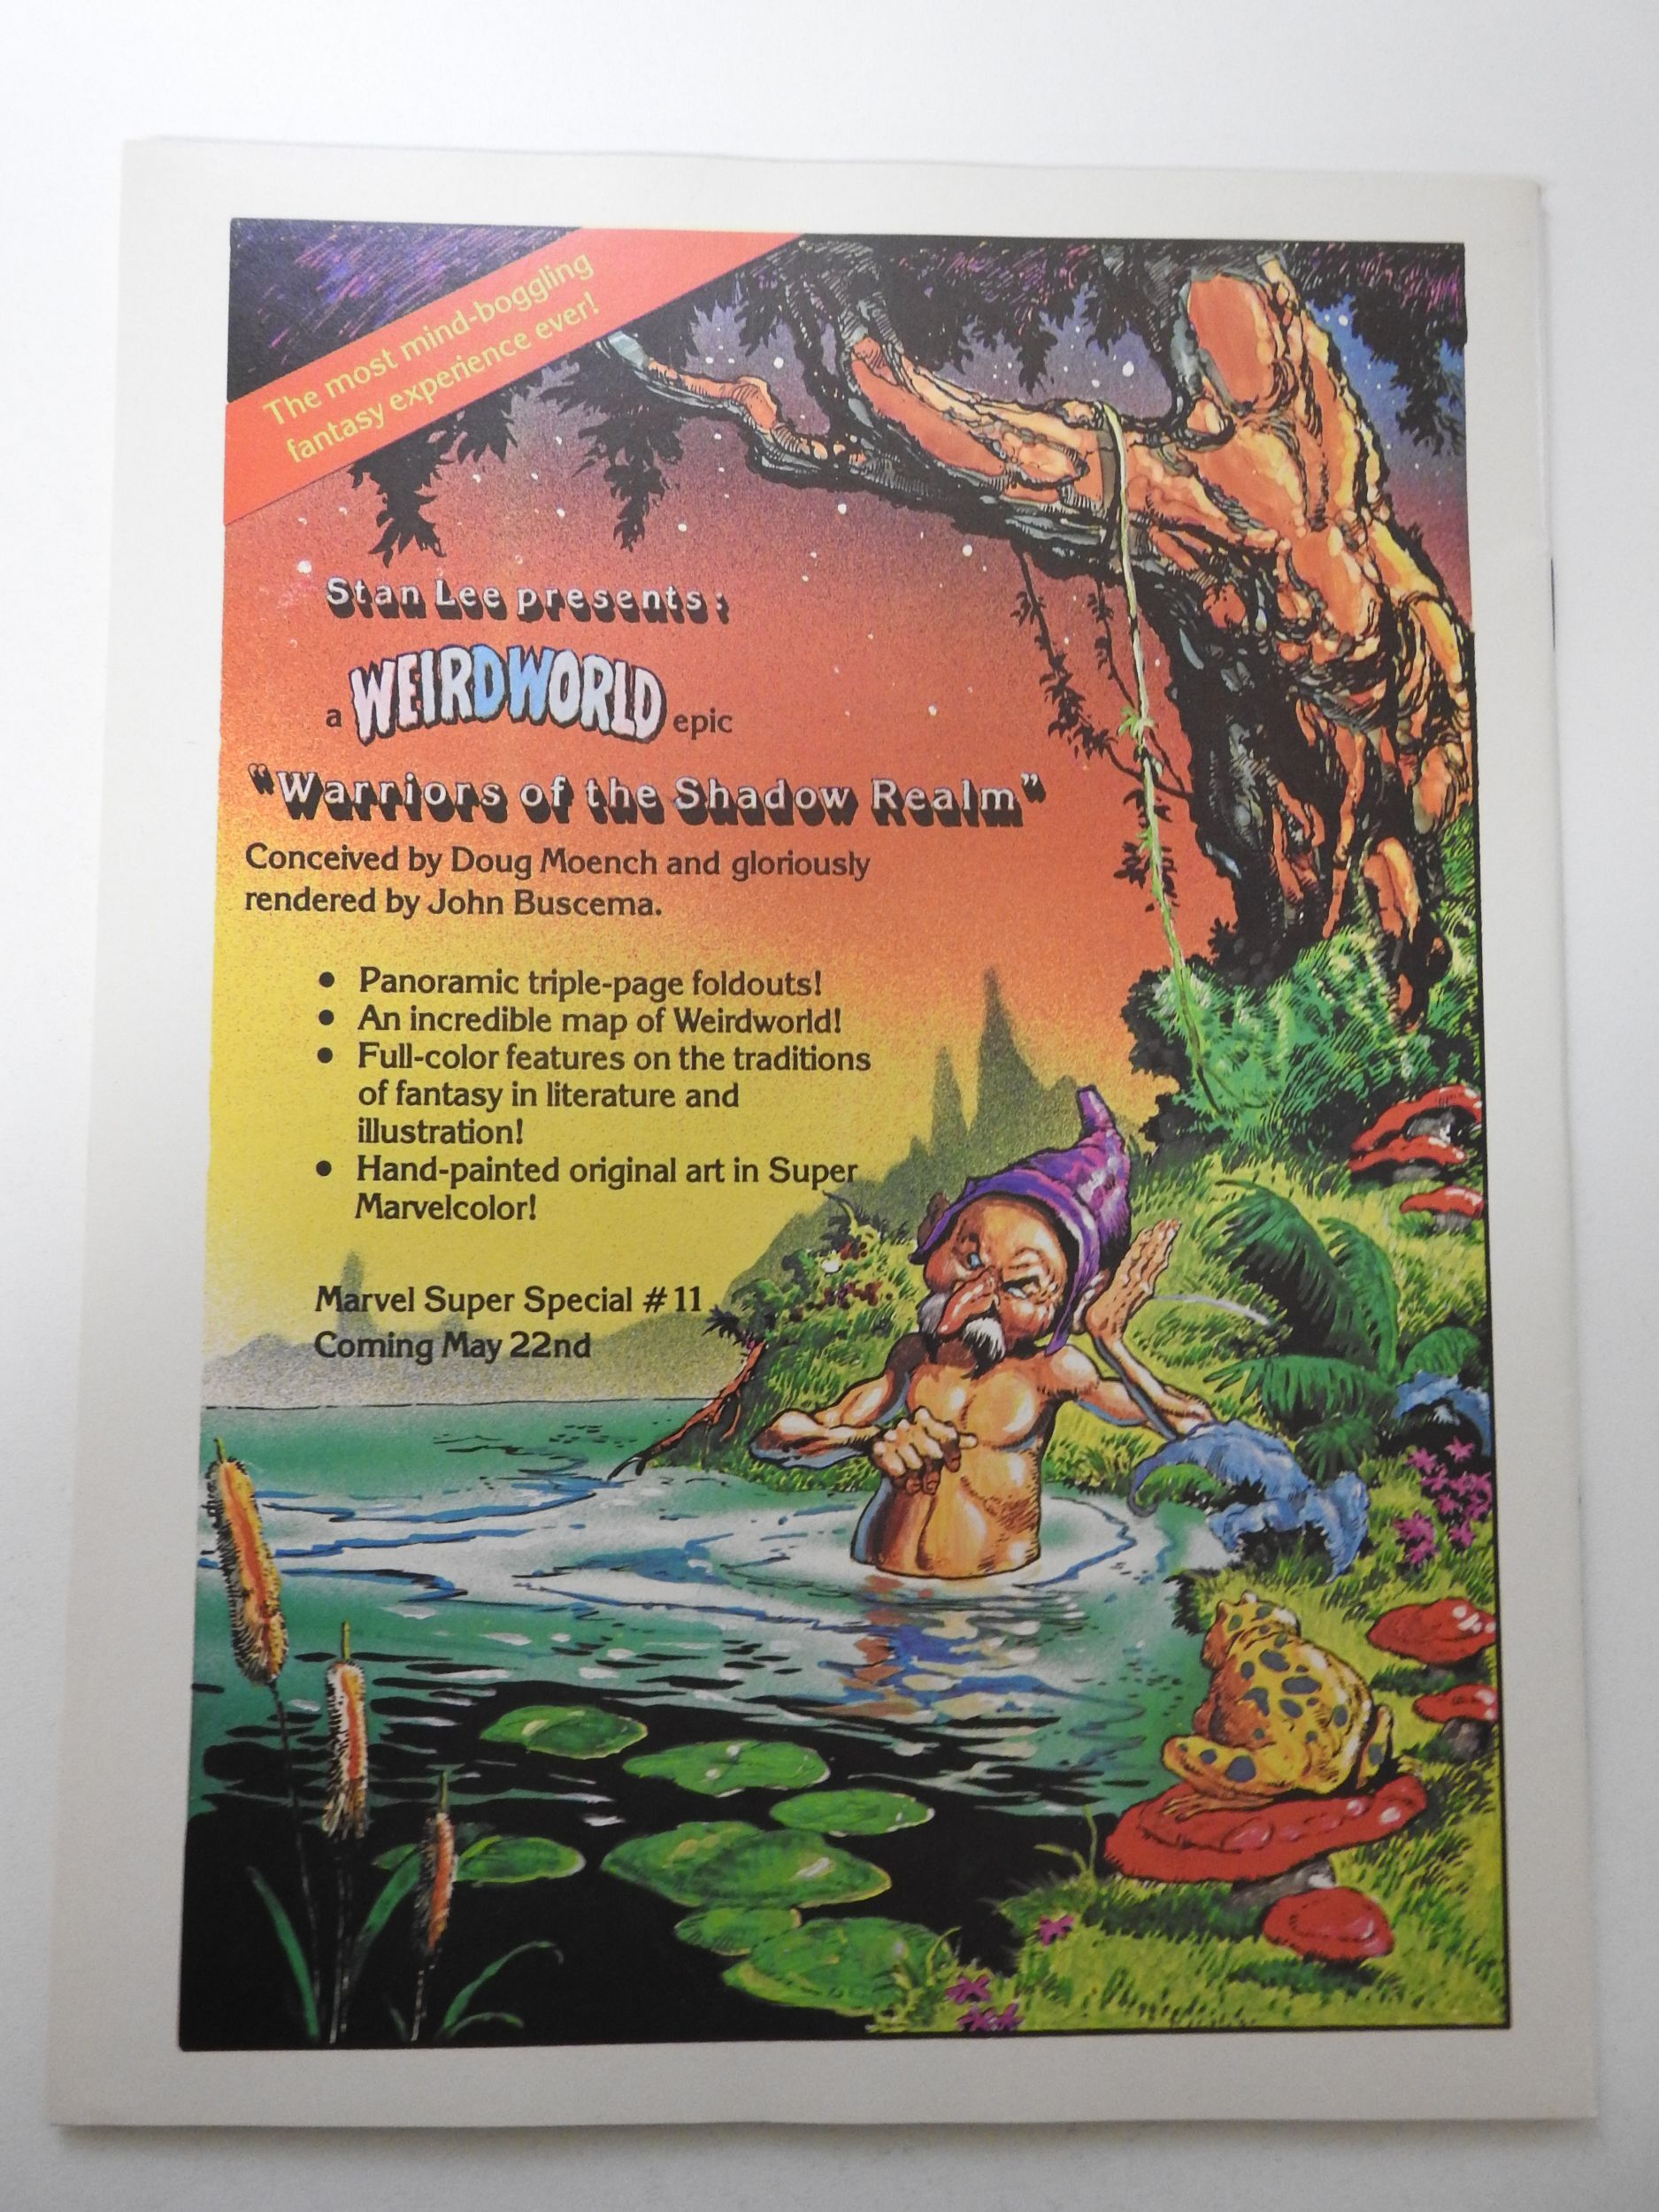 The most mind-boggling
fantasy experience ever!
Stan Lee presents:
a WEIRDWORLD epic
"Warriors of the Shadow Realm"
Conceived by Doug Moench and gloriously
rendered by John Buscema.
• Panoramic triple-page foldouts!
• An incredible map of Weirdworld!
• Full-color features on the traditions
of fantasy in literature and
illustration!
• Hand-painted original art in Super
Marvelcolor!
Marvel Super Special #11
Coming May 22nd